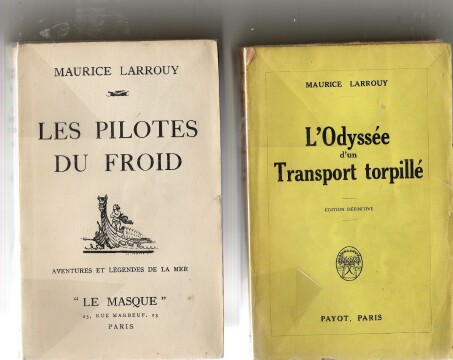 MAURICE LARROUY
LES PILOTES
DU FROID
AVENTURES ET LÉGENDES DE LA MER
" LE MASQUE "
23, RUE MARBEUF, 23
PARIS
MAURICE LARROUY
L'Odyssée
d'un
Transport torpillé
EDITION DÉFINITIVE
PAYOT, PARIS